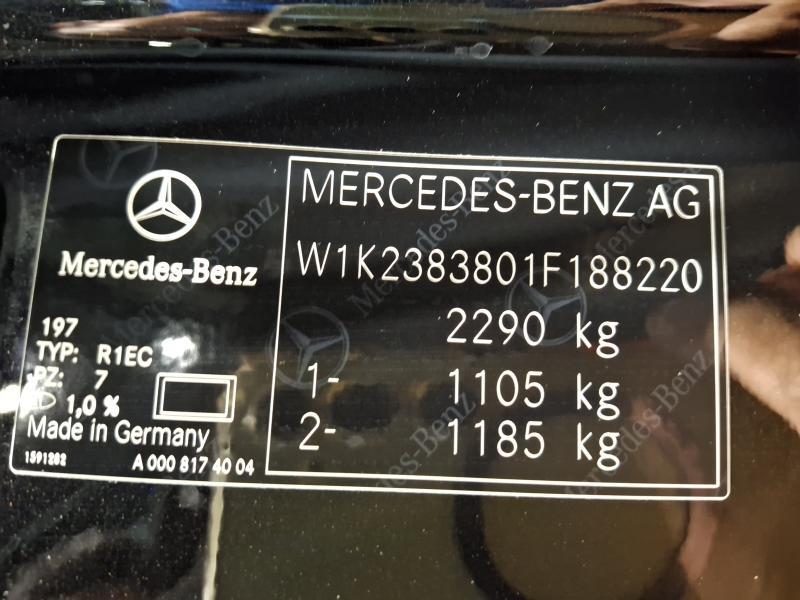 Mercedes-Benz
197
TYP: R1EC
PZ: 7
1,0 %
Made in Germany
1591282 A 000 817 40 04
MERCEDES-BENZ AG
W1K2383801F188220
2290 kg
1- 1105 kg
2- 1185 kg